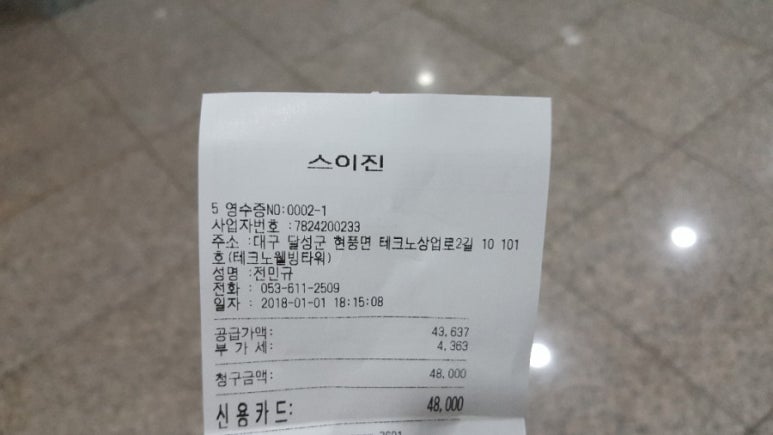 스이진
5 영수증NO:0002-1
사업자번호 :7824200233
주소 :대구 달성군 현풍면 테크노상업로2길 10 101
호(테크노웰빙타워)
성명 :전민규
전화 : 053-611-2509
일자 : 2018-01-01 18:15:08
공급가액: 43,637
부 가 세: 4,363
청구금액: 48,000
신용카드: 48,000